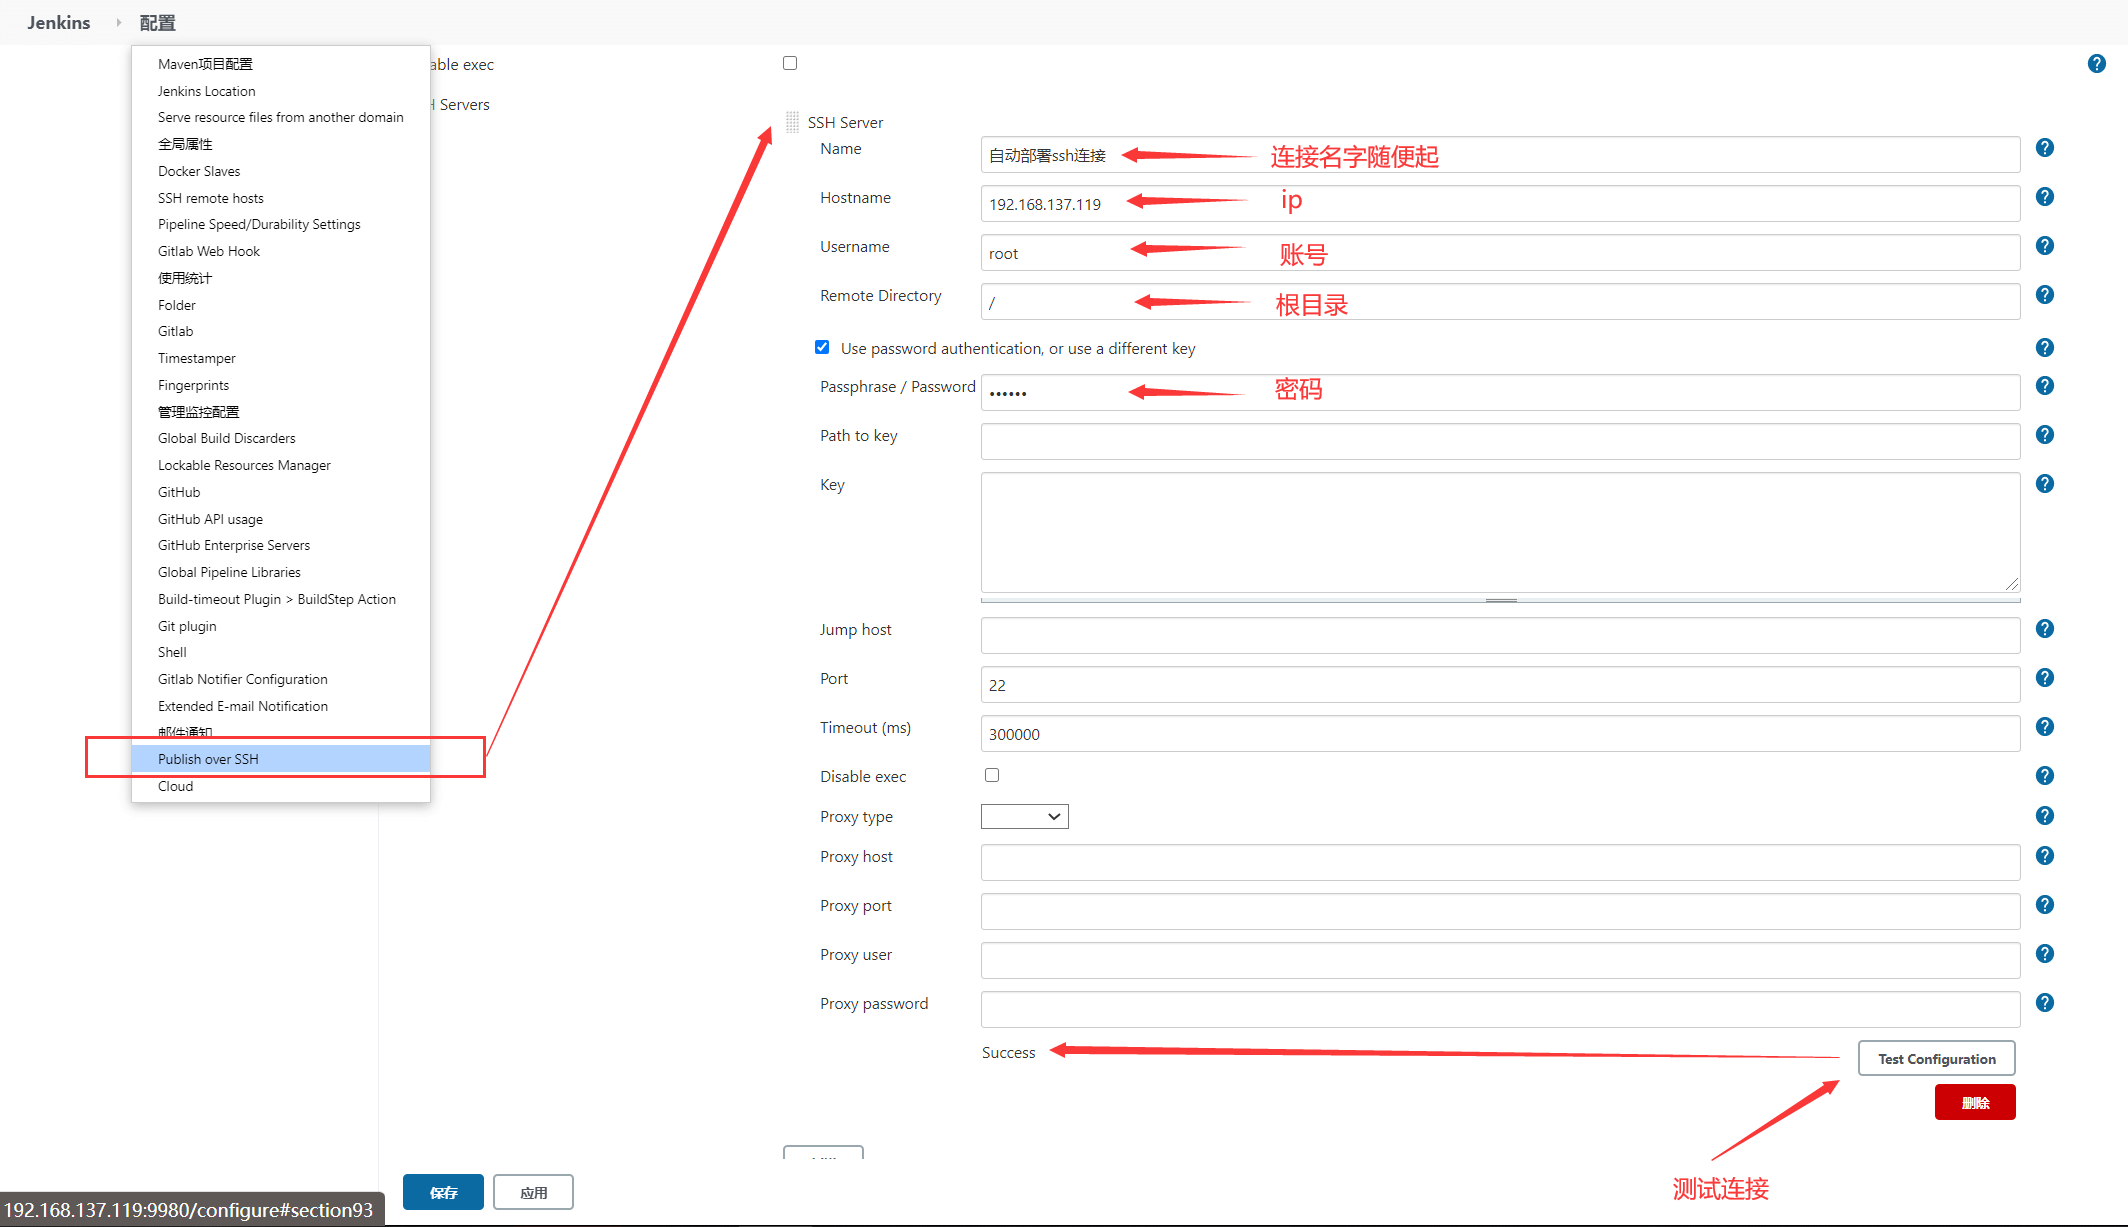 Jenkins 配置
Maven项目配置
Jenkins Location
Serve resource files from another domain
全局属性
Docker Slaves
SSH remote hosts
Pipeline Speed/Durability Settings
Gitlab Web Hook
使用统计
Folder
Gitlab
Timestamper
Fingerprints
管理监控配置
Global Build Discarders
Lockable Resources Manager
GitHub
GitHub API usage
GitHub Enterprise Servers
Global Pipeline Libraries
Build-timeout Plugin > BuildStep Action
Git plugin
Shell
Gitlab Notifier Configuration
Extended E-mail Notification
邮件通知
Publish over SSH
Cloud
able exec
H Servers
SSH Server
Name 自动部署ssh连接 连接名字随便起
Hostname 192.168.137.119 ip
Username root 账号
Remote Directory / 根目录
Use password authentication, or use a different key
Passphrase / Password •••••• 密码
Path to key
Key
Jump host
Port 22
Timeout (ms) 300000
Disable exec
Proxy type
Proxy host
Proxy port
Proxy user
Proxy password
Success Test Configuration
删除
测试连接
保存 应用
192.168.137.119:9980/configure#section93